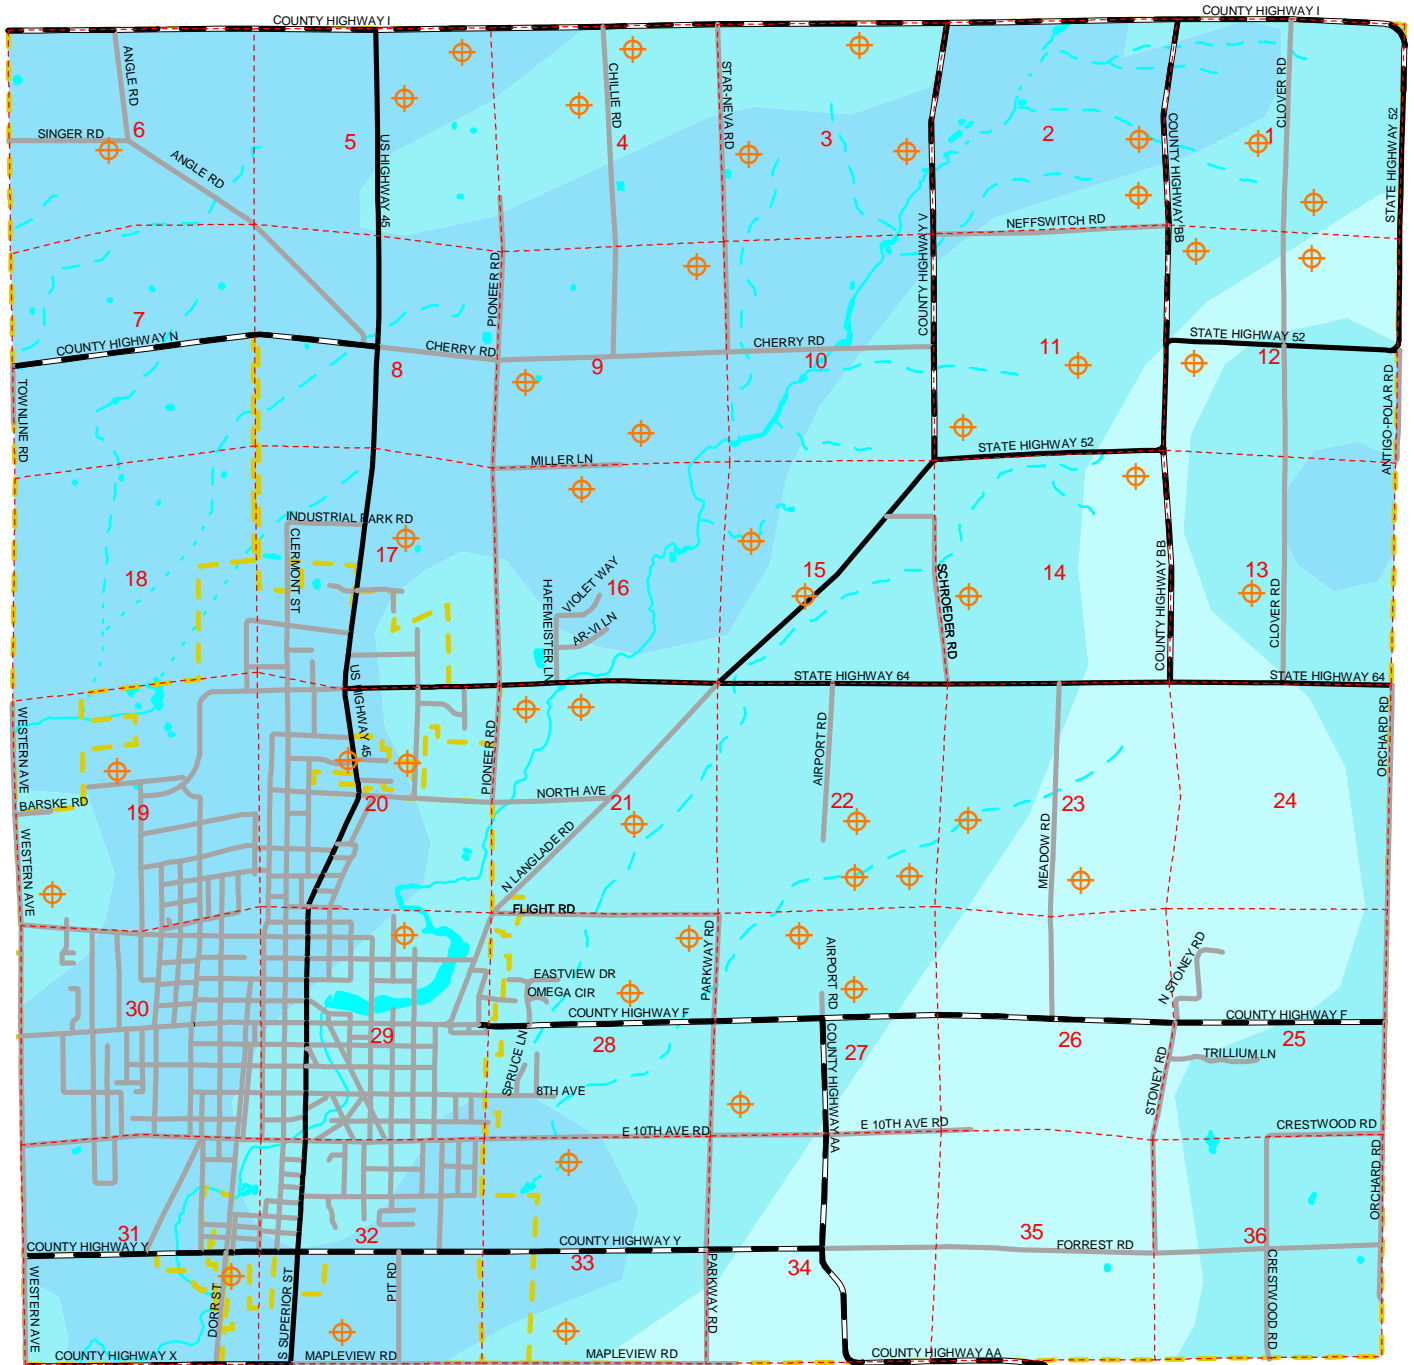 COUNTY HIGHWAY I
COUNTY HIGHWAY I
ANGLE RD
SINGER RD
6
ANGLE RD
5
US HIGHWAY 45
CHILLIE RD
4
STAR-NEVA RD
3
2
COUNTY HIGHWAY BB
CLOVER RD
1
STATE HIGHWAY 52
NEFFSWITCH RD
PIONEER RD
COUNTY HIGHWAY V
7
COUNTY HIGHWAY N
8
CHERRY RD
9
CHERRY RD
10
11
STATE HIGHWAY 52
12
TOWNLINE RD
ANTIGO-POLAR RD
STATE HIGHWAY 52
MILLER LN
INDUSTRIAL PARK RD
CLERMONT ST
17
18
HAFEMEISTER LN
VIOLET WAY
16
AR-VI LN
15
SCHROEDER RD
14
COUNTY HIGHWAY BB
13
CLOVER RD
STATE HIGHWAY 64
STATE HIGHWAY 64
WESTERN AVE
US HIGHWAY 45
PIONEER RD
AIRPORT RD
ORCHARD RD
BARSKE RD
19
20
NORTH AVE
21
22
23
24
WESTERN AVE
N LANGLADE RD
MEADOW RD
FLIGHT RD
PARKWAY RD
AIRPORT RD
N STONEY RD
EASTVIEW DR
OMEGA CIR
30
29
COUNTY HIGHWAY F
28
27
26
COUNTY HIGHWAY F
25
SPRUCE LN
8TH AVE
COUNTY HIGHWAY AA
STONEY RD
TRILLIUM LN
E 10TH AVE RD
E 10TH AVE RD
CRESTWOOD RD
ORCHARD RD
31
32
COUNTY HIGHWAY Y
COUNTY HIGHWAY Y
33
34
35
FORREST RD
36
WESTERN AVE
DORR ST
S SUPERIOR ST
PIT RD
PARKWAY RD
CRESTWOOD RD
COUNTY HIGHWAY X
MAPLEVIEW RD
MAPLEVIEW RD
COUNTY HIGHWAY AA